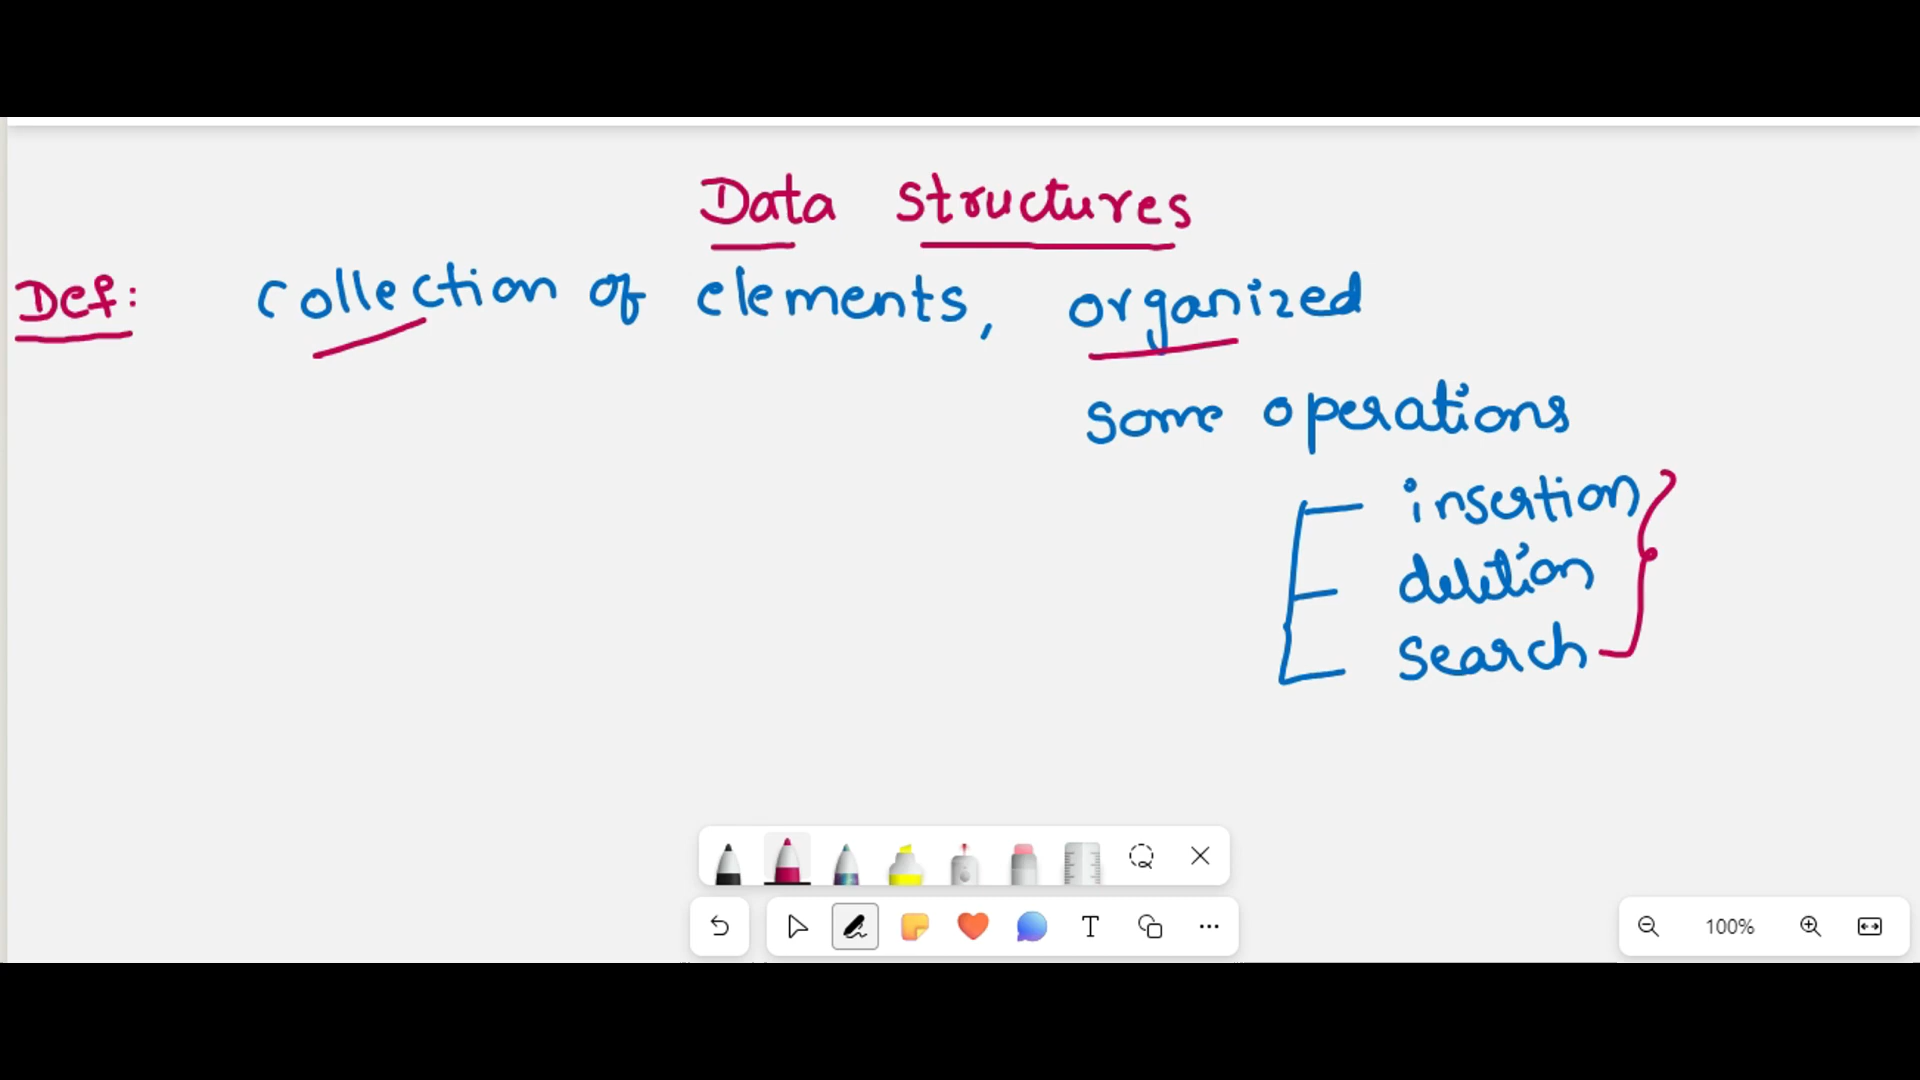 Data structures
Def: collection of elements, organized
some operations
insertion
deletion
search
T
100%